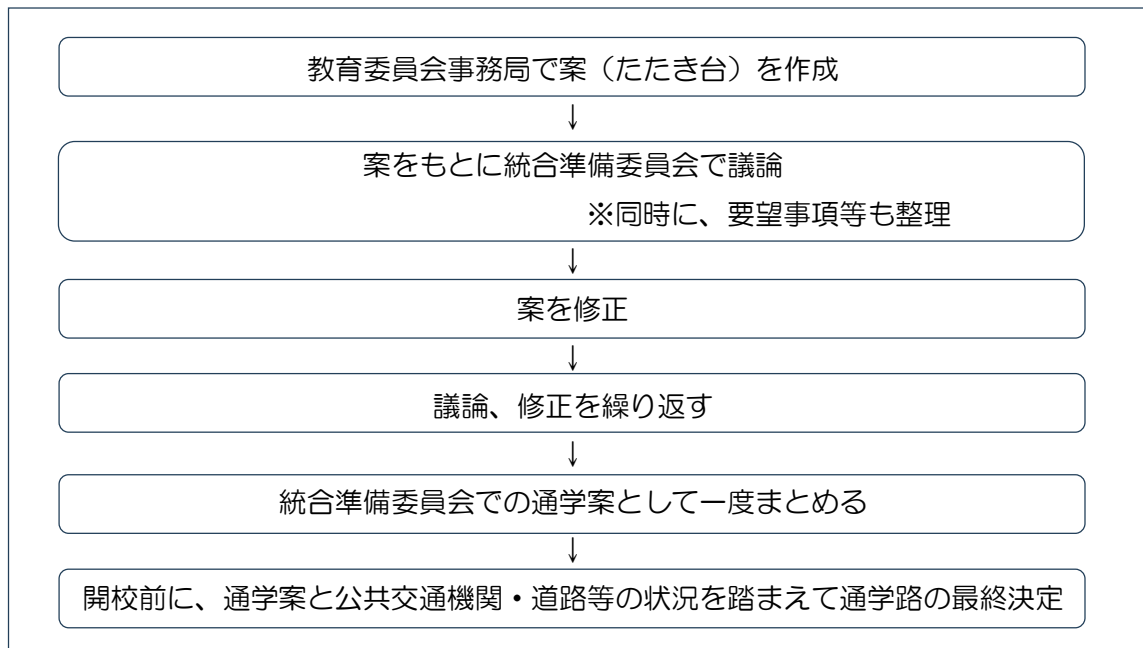 教育委員会事務局で案（たたき台）を作成
↓
案をもとに統合準備委員会で議論
※同時に、要望事項等も整理
↓
案を修正
↓
議論、修正を繰り返す
↓
統合準備委員会での通学案として一度まとめる
↓
開校前に、通学案と公共交通機関・道路等の状況を踏まえて通学路の最終決定